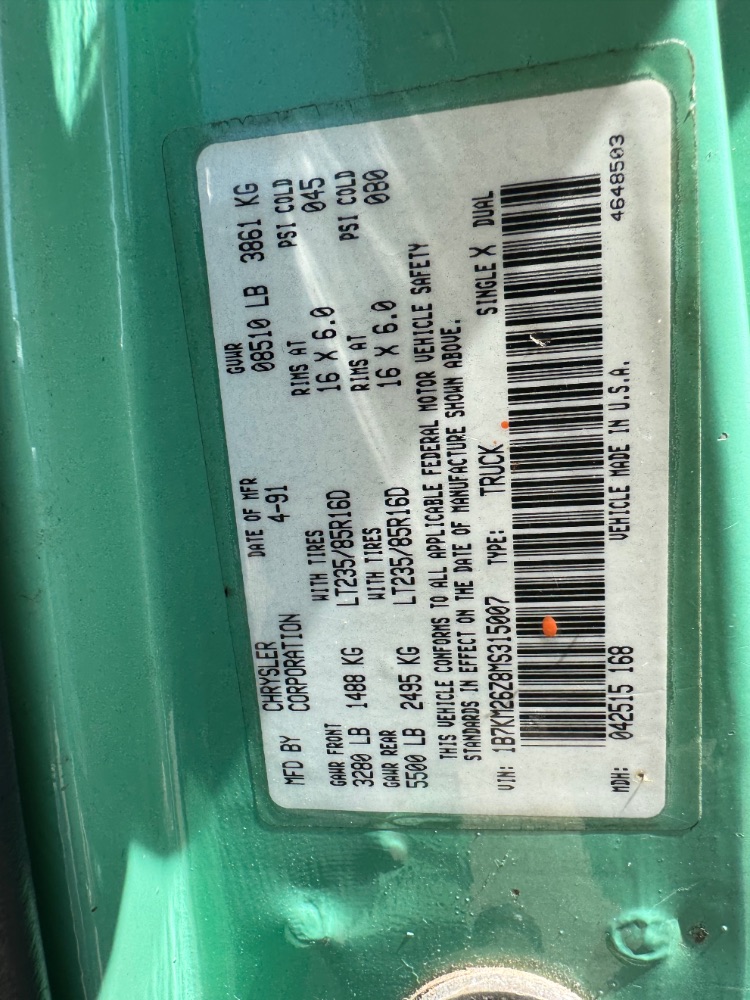 MFD BY CHRYSLER CORPORATION DATE OF MFR 4-91 GVWR 08510 LB 3861 KG
GAWR FRONT WITH TIRES RIMS AT PSI COLD
3280 LB 1488 KG LT235/85R16D 16 X 6.0 045
GAWR REAR WITH TIRES RIMS AT PSI COLD
5500 LB 2495 KG LT235/85R16D 16 X 6.0 080
THIS VEHICLE CONFORMS TO ALL APPLICABLE FEDERAL MOTOR VEHICLE SAFETY
STANDARDS IN EFFECT ON THE DATE OF MANUFACTURE SHOWN ABOVE.
VIN: 1B7KM26Z8MS315007 TYPE: TRUCK SINGLE X DUAL
MDH: 042515 168 VEHICLE MADE IN U.S.A. 4648503